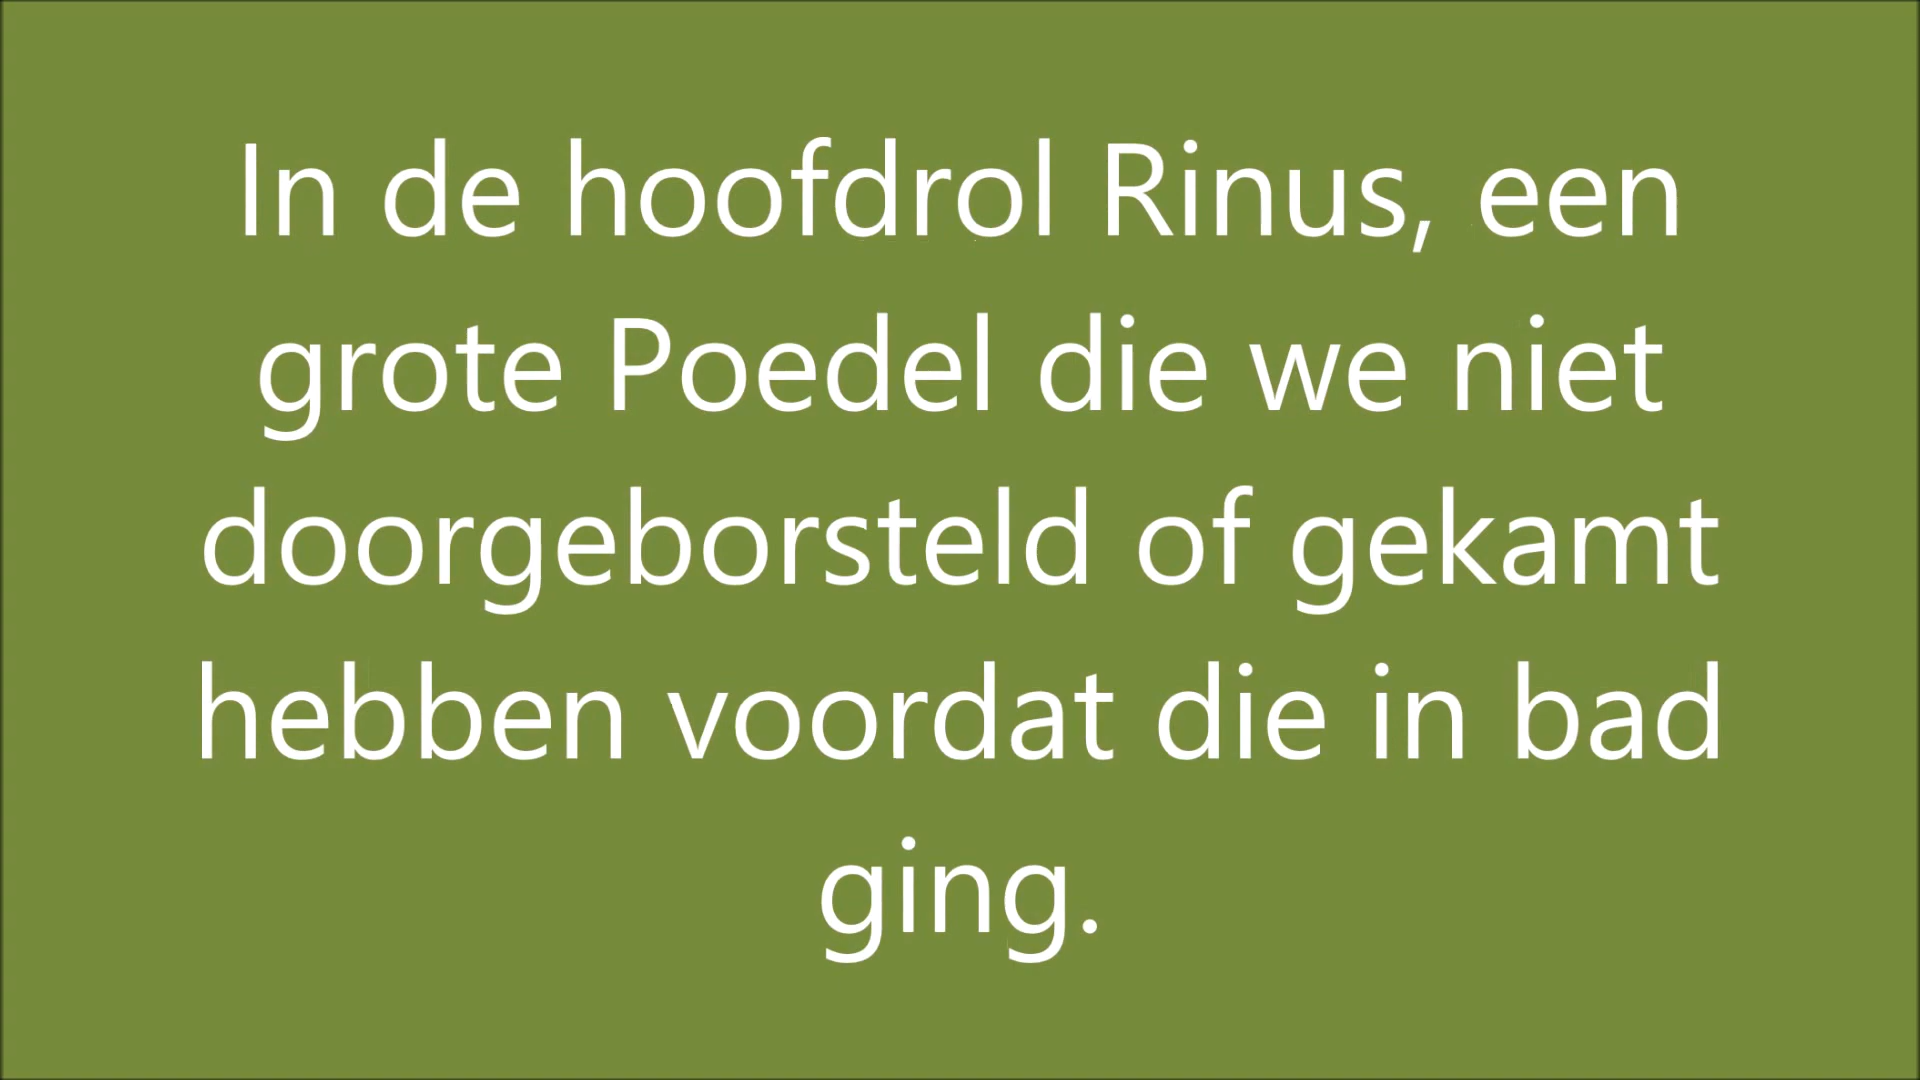 In de hoofdrol Rinus, een
grote Poedel die we niet
doorgeborsteld of gekamt
hebben voordat die in bad
ging.